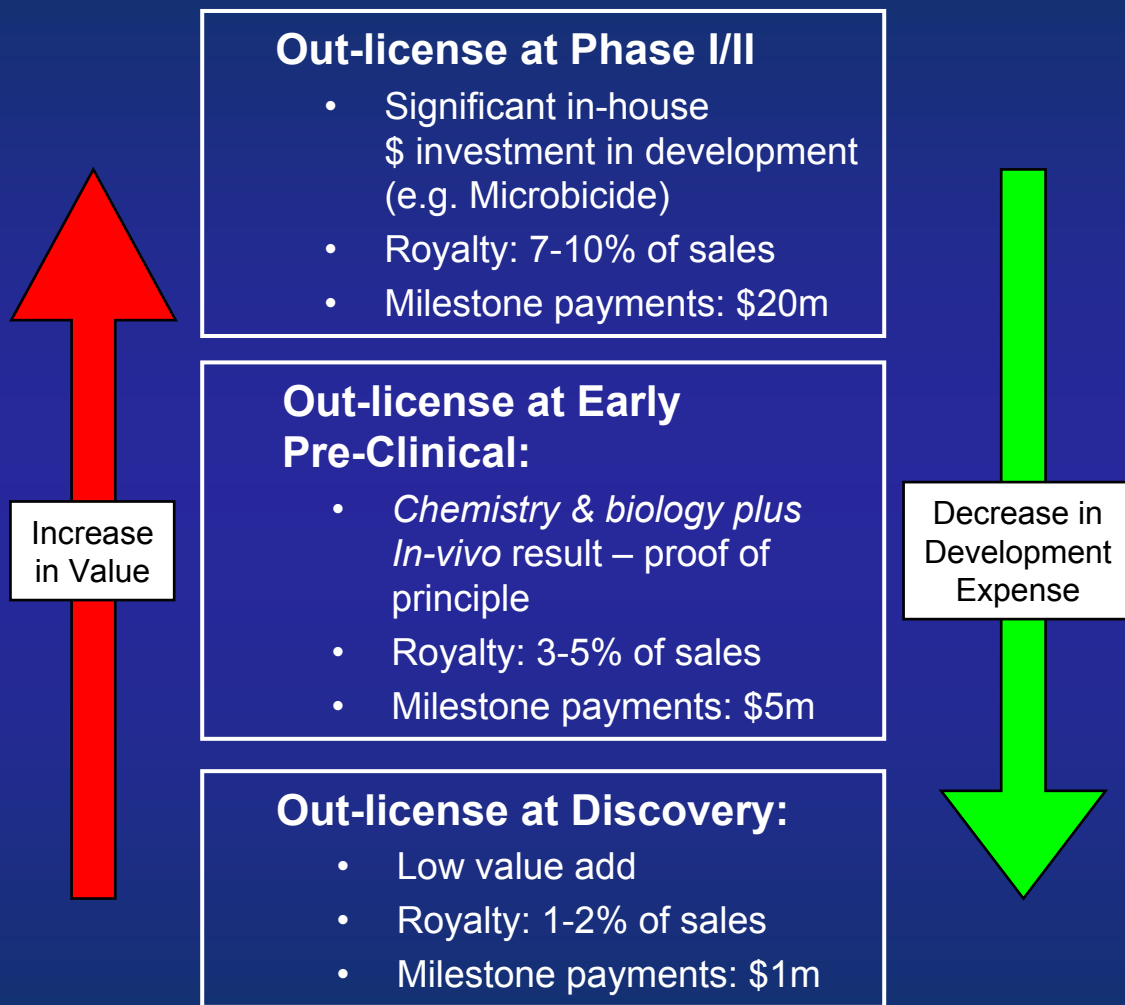 Out-license at Phase I/II
• Significant in-house
$ investment in development
(e.g. Microbicide)
• Royalty: 7-10% of sales
• Milestone payments: $20m
Increase
in Value
Out-license at Early
Pre-Clinical:
• Chemistry & biology plus
In-vivo result – proof of
principle
• Royalty: 3-5% of sales
• Milestone payments: $5m
Decrease in
Development
Expense
Out-license at Discovery:
• Low value add
• Royalty: 1-2% of sales
• Milestone payments: $1m